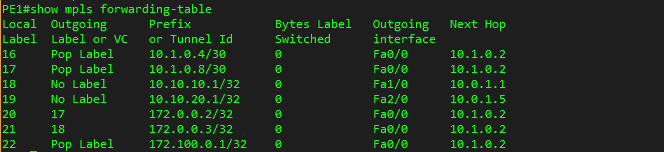 PE1#show mpls forwarding-table
Local Outgoing Prefix Bytes Label Outgoing Next Hop
Label Label or VC or Tunnel Id Switched interface
16 Pop Label 10.1.0.4/30 0 Fa0/0 10.1.0.2
17 Pop Label 10.1.0.8/30 0 Fa0/0 10.1.0.2
18 No Label 10.10.10.1/32 0 Fa1/0 10.0.1.1
19 No Label 10.10.20.1/32 0 Fa2/0 10.0.1.5
20 17 172.0.0.2/32 0 Fa0/0 10.1.0.2
21 18 172.0.0.3/32 0 Fa0/0 10.1.0.2
22 Pop Label 172.100.0.1/32 0 Fa0/0 10.1.0.2